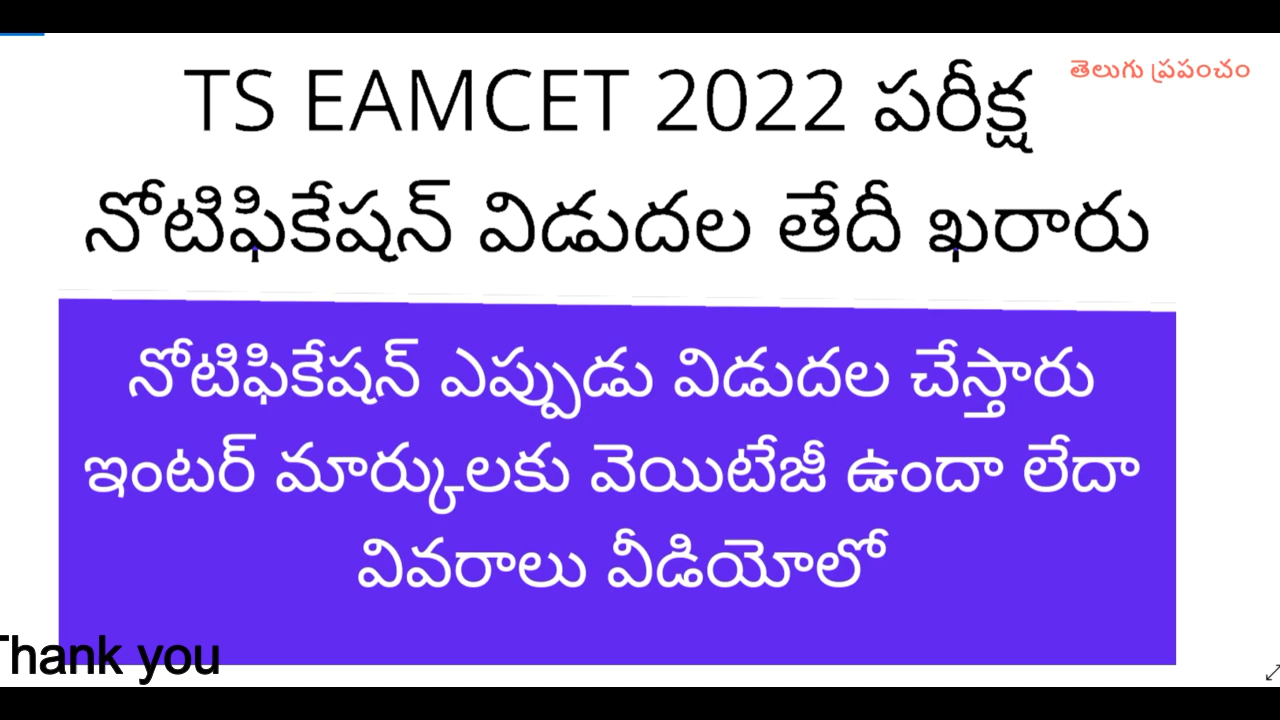 తెలుగు ప్రపంచం
TS EAMCET 2022 పరీక్ష
నోటిఫికేషన్ విడుదల తేదీ ఖరారు
నోటిఫికేషన్ ఎప్పుడు విడుదల చేస్తారు
ఇంటర్ మార్కులకు వెయిటేజీ ఉందా లేదా
వివరాలు వీడియోలో
Thank you